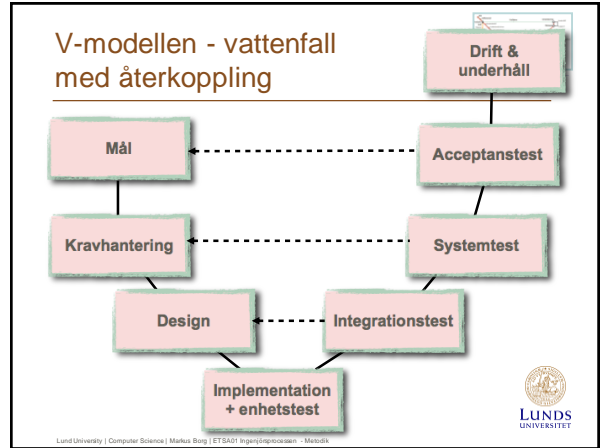 V-modellen - vattenfall
med återkoppling
Drift &
underhåll
Mål
Acceptanstest
Kravhantering
Systemtest
Design
Integrationstest
Implementation
+ enhetstest
LUNDS
UNIVERSITET
Lund University | Computer Science | Markus Borg | ETSA01 Ingenjörsprocessen - Metodik